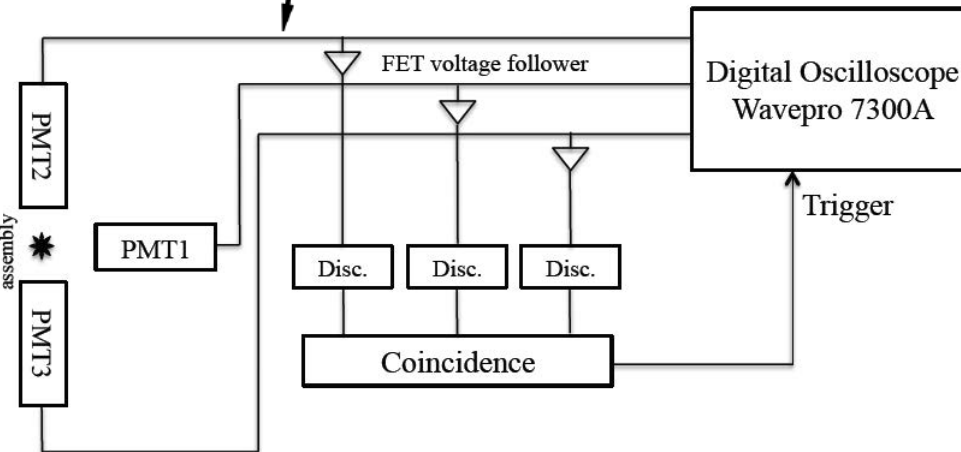 FET voltage follower
Digital Oscilloscope
Wavepro 7300A
PMT2
assembly
PMT1
PMT3
Trigger
Disc.
Disc.
Disc.
Coincidence